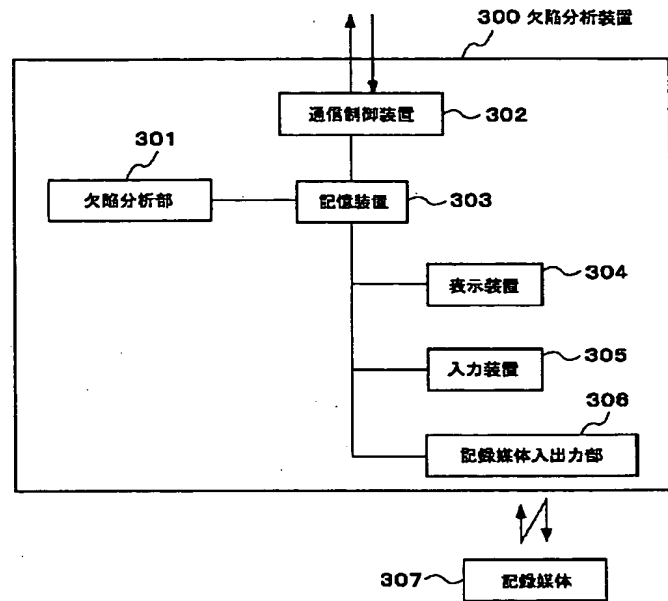 300 欠陥分析装置
通信制御装置 302
301
欠陥分析部
記憶装置 303
表示装置 304
入力装置 305
306
記録媒体入出力部
307 記録媒体